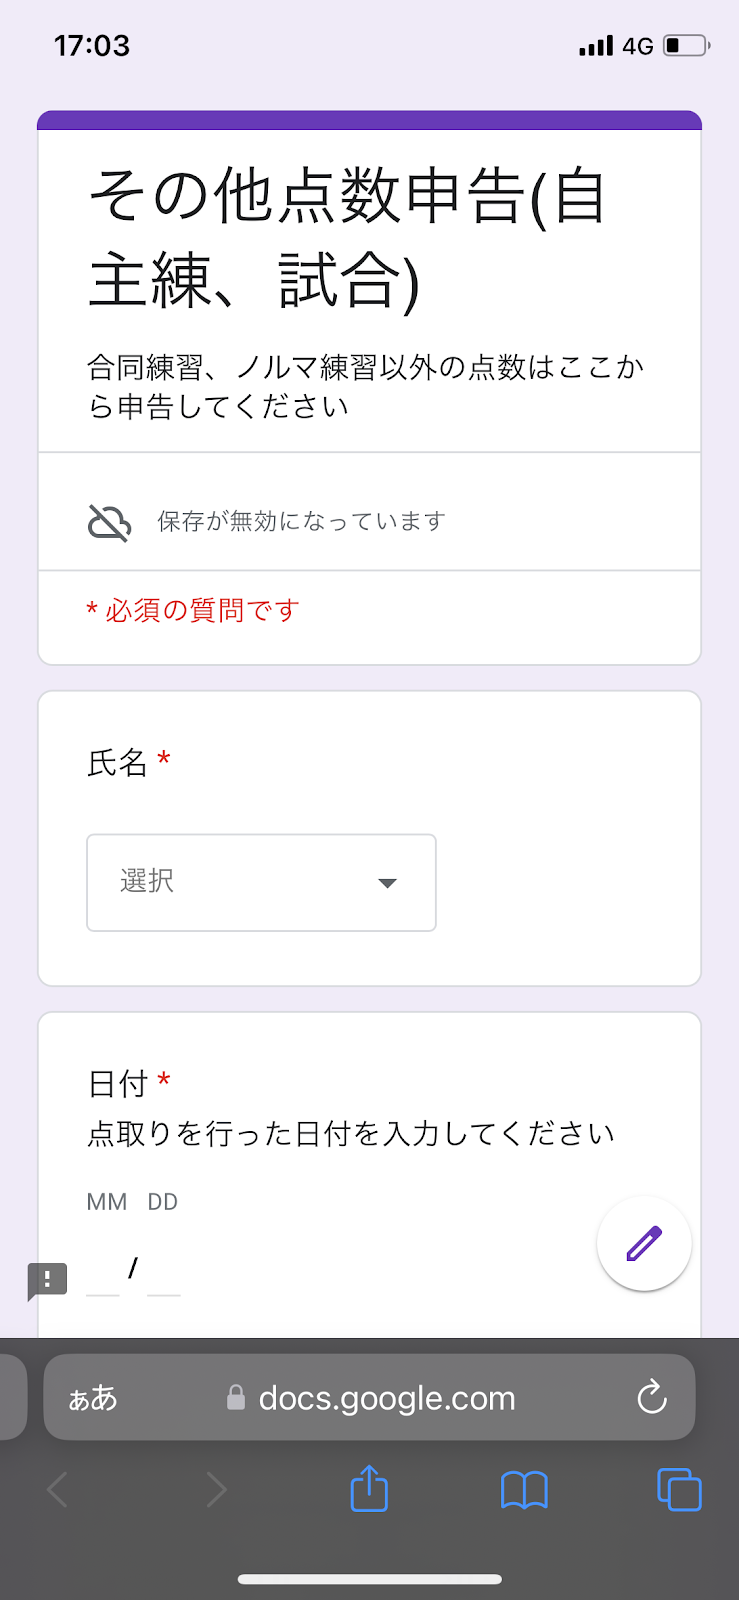 17:03
4G
その他点数申告(自
主練、試合)
合同練習、ノルマ練習以外の点数はここか
ら申告してください
保存が無効になっています
* 必須の質問です
氏名 *
選択
日付 *
点取りを行った日付を入力してください
MM DD
/
!
ぁあ docs.google.com